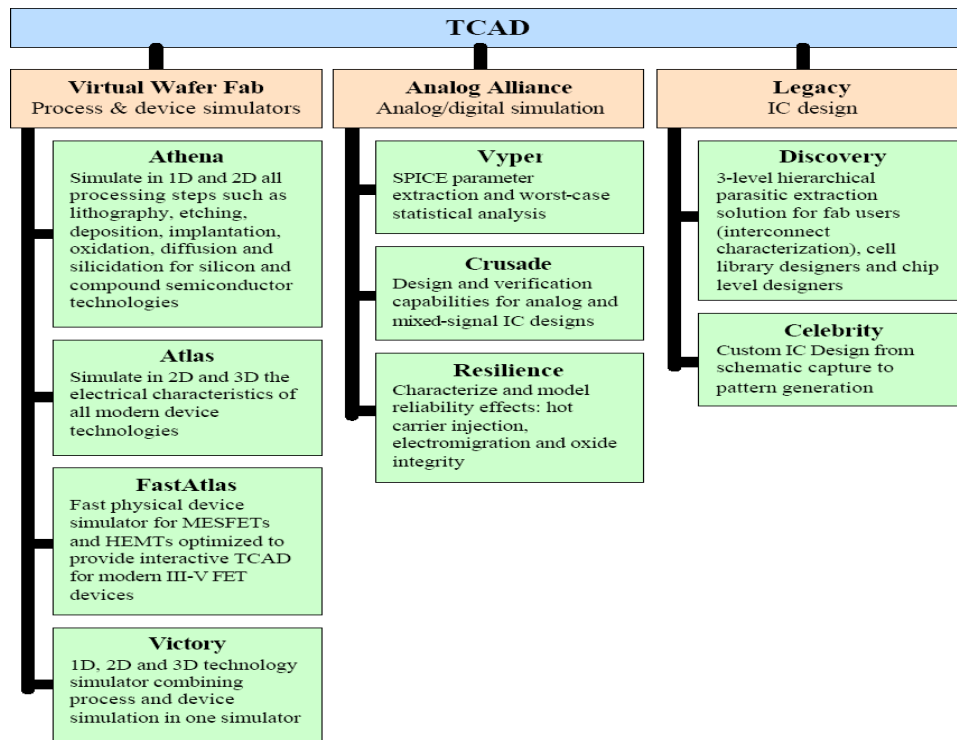 TCAD
Virtual Wafer Fab
Process & device simulators
Athena
Simulate in 1D and 2D all
processing steps such as
lithography, etching,
deposition, implantation,
oxidation, diffusion and
silicidation for silicon and
compound semiconductor
technologies
Atlas
Simulate in 2D and 3D the
electrical characteristics of
all modern device
technologies
FastAtlas
Fast physical device
simulator for MESFETs
and HEMTs optimized to
provide interactive TCAD
for modern III-V FET
devices
Victory
1D, 2D and 3D technology
simulator combining
process and device
simulation in one simulator
Analog Alliance
Analog/digital simulation
Vyper
SPICE parameter
extraction and worst-case
statistical analysis
Crusade
Design and verification
capabilities for analog and
mixed-signal IC designs
Resilience
Characterize and model
reliability effects: hot
carrier injection,
electromigration and oxide
integrity
Legacy
IC design
Discovery
3-level hierarchical
parasitic extraction
solution for fab users
(interconnect
characterization), cell
library designers and chip
level designers
Celebrity
Custom IC Design from
schematic capture to
pattern generation